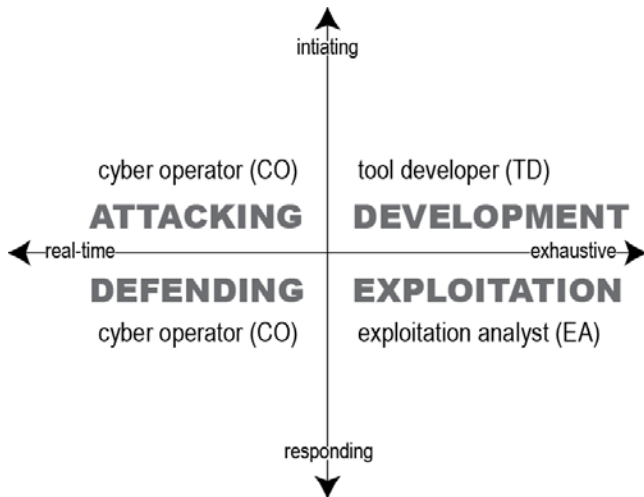 intiating
cyber operator (CO) tool developer (TD)
ATTACKING DEVELOPMENT
real-time exhaustive
DEFENDING EXPLOITATION
cyber operator (CO) exploitation analyst (EA)
responding